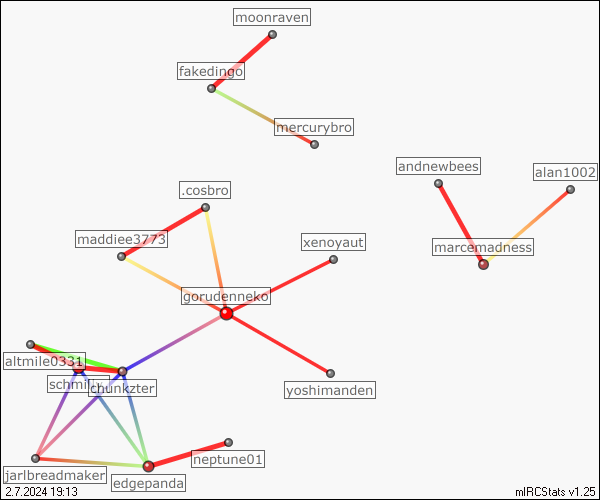 moonraven
fakedingo
mercurybro
andnewbees
alan1002
.cosbro
maddiee3773
xenoyaut
marcemadness
gorudenneko
altmile0331
chunkzter
yoshimanden
neptune01
jarlbreadmaker
edgepanda
2.7.2024 19:13
mIRCStats v1.25